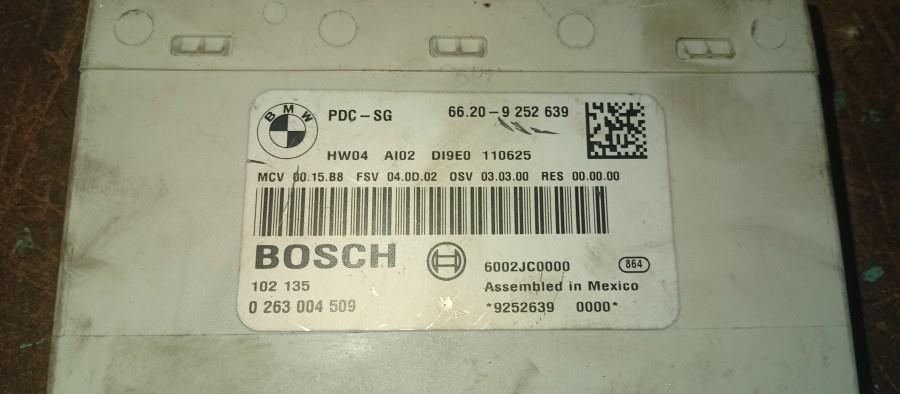 BMW
PDC-SG 66.20-9 252 639
HW04 AI02 DI9E0 110625
MCV 00.15.B8 FSV 04.0D.02 OSV 03.03.00 RES 00.00.00
BOSCH
6002JC0000 864
102 135 Assembled in Mexico
0 263 004 509 *9252639 0000*